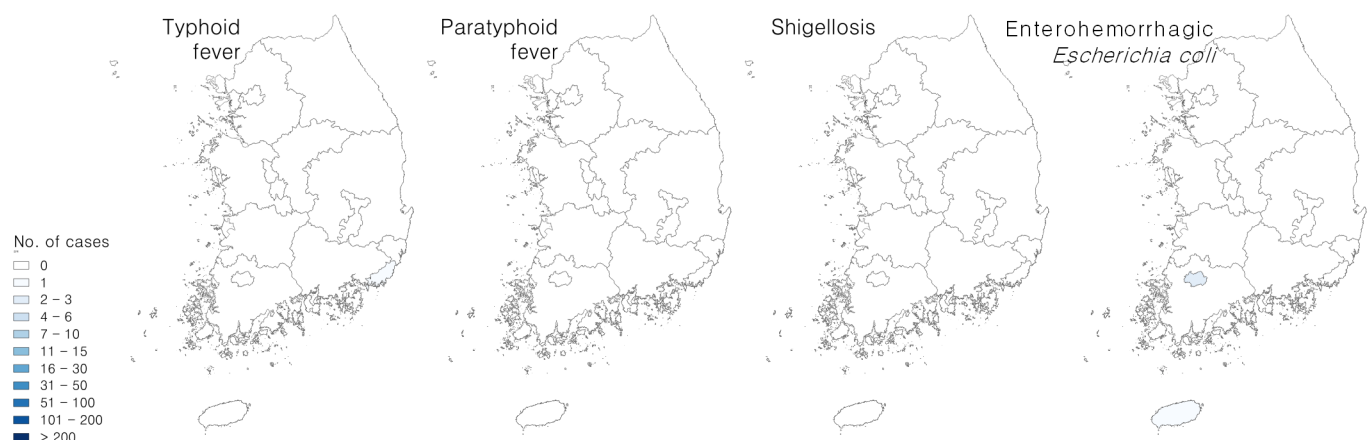 Typhoid
fever
Paratyphoid
fever
Shigellosis
Enterohemorrhagic
Escherichia coli
No. of cases
0
1
2 – 3
4 – 6
7 – 10
11 – 15
16 – 30
31 – 50
51 – 100
101 – 200
> 200